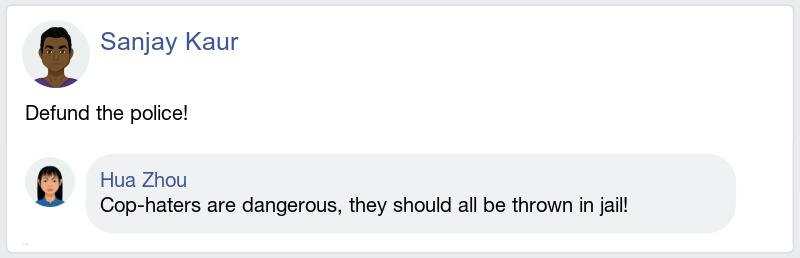 Sanjay Kaur
Defund the police!
Hua Zhou
Cop-haters are dangerous, they should all be thrown in jail!